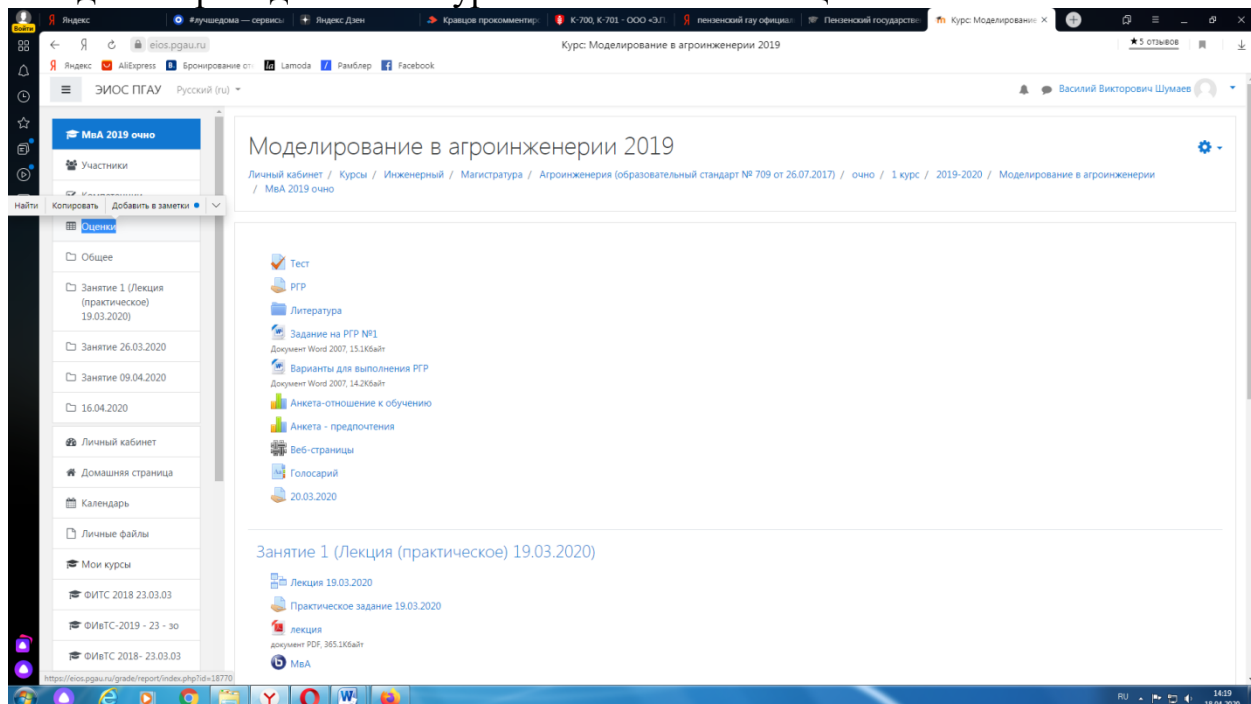 Войти
Яндекс
#лучшедома — сервисы
Яндекс Дзен
Кравцов прокомментир
К-700, К-701 - ООО «Э.П.
пензенский гау официал
Пензенский государстве
Курс: Моделирование
eios.pgau.ru
Курс: Моделирование в агроинженерии 2019
★ 5 отзывов
Яндекс
AliExpress
Бронирование от
Lamoda
Рамблер
Facebook
ЭИОС ПГАУ
Русский (ru)
Василий Викторович Шумаев
МвА 2019 очно
Участники
Найти
Копировать
Добавить в заметки
Оценки
Общее
Занятие 1 (Лекция
(практическое)
19.03.2020)
Занятие 26.03.2020
Занятие 09.04.2020
16.04.2020
Личный кабинет
Домашняя страница
Календарь
Личные файлы
Мои курсы
ФИТС 2018 23.03.03
ФИвТС-2019 - 23 - зо
ФИвТС 2018- 23.03.03
https://eios.pgau.ru/grade/report/index.php?id=18770
Моделирование в агроинженерии 2019
Личный кабинет / Курсы / Инженерный / Магистратура / Агроинженерия (образовательный стандарт № 709 от 26.07.2017) / очно / 1 курс / 2019-2020 / Моделирование в агроинженерии
/ МвА 2019 очно
Тест
РГР
Литература
Задание на РГР №1
Документ Word 2007, 15.1Кбайт
Варианты для выполнения РГР
Документ Word 2007, 14.2Кбайт
Анкета-отношение к обучению
Анкета - предпочтения
Веб-страницы
Голосарий
20.03.2020
Занятие 1 (Лекция (практическое) 19.03.2020)
Лекция 19.03.2020
Практическое задание 19.03.2020
лекция
документ PDF, 365.1Кбайт
МвА
RU
14:19